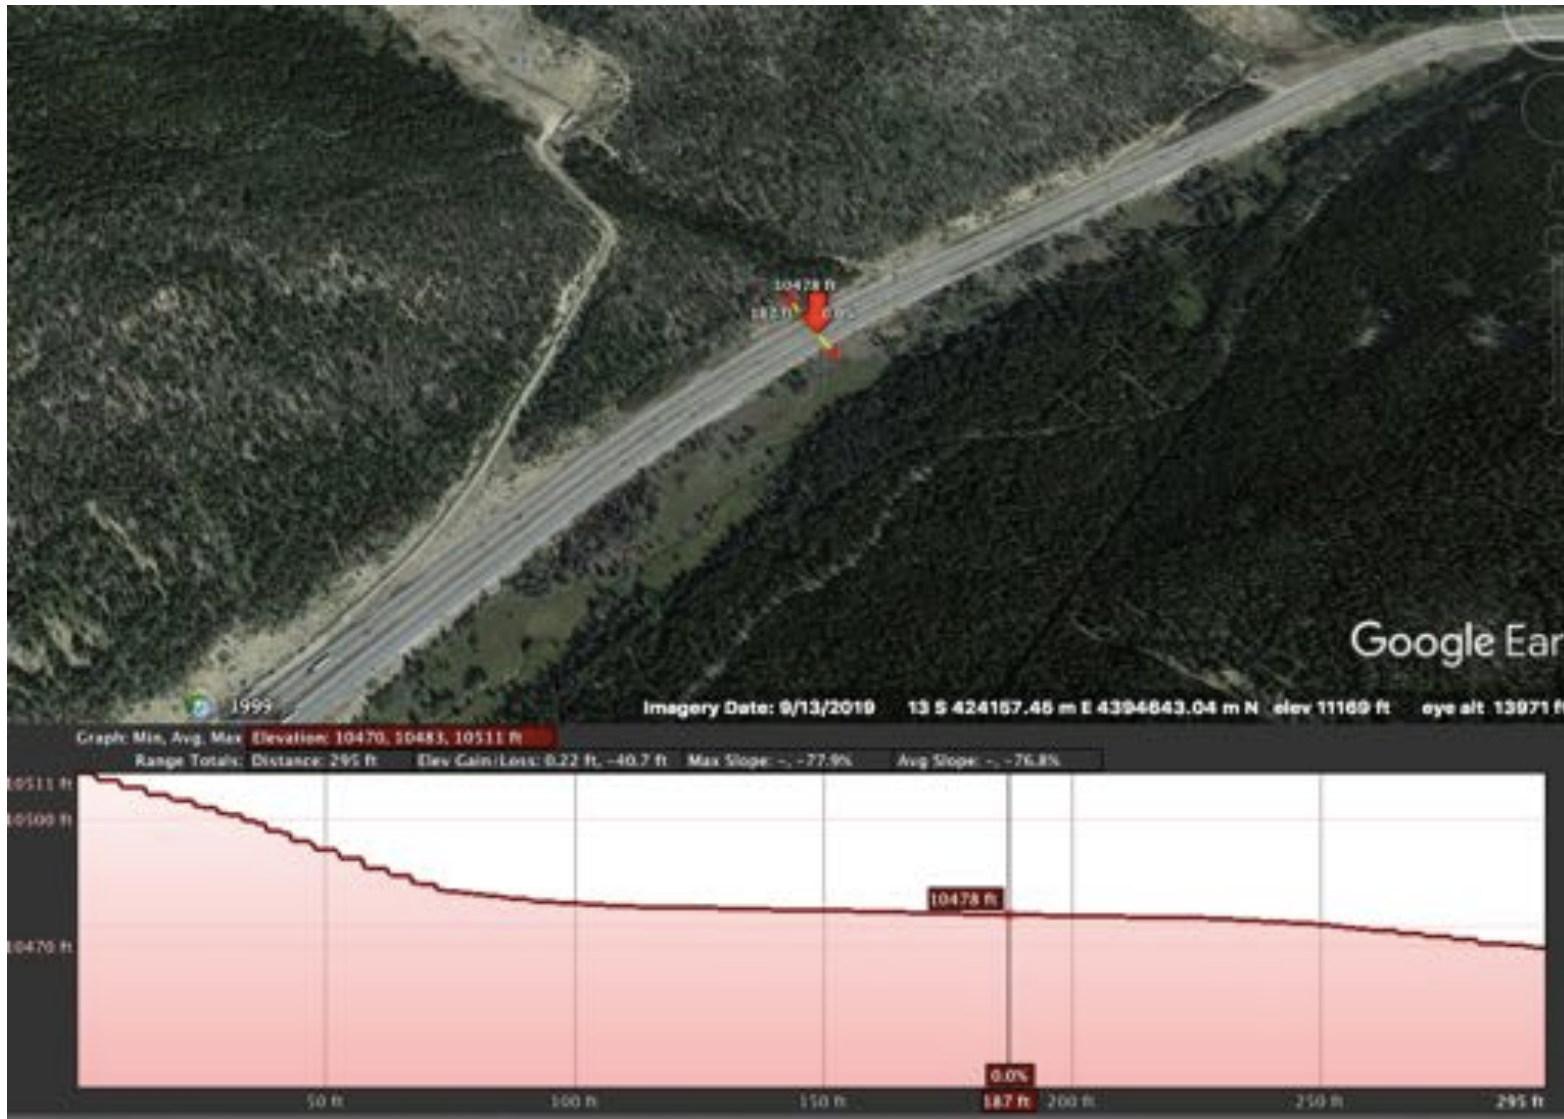 10478 ft
187 ft 0.0%
Google Ear
1999
Imagery Date: 9/13/2019 13 S 424157.46 m E 4394643.04 m N elev 11169 ft eye alt 13971 ft
Graph: Min, Avg, Max Elevation: 10470, 10483, 10511 ft
Range Totals: Distance: 295 ft Elev Gain/Loss: 0.22 ft, -40.7 ft Max Slope: -, -77.9% Avg Slope: -, -76.8%
10511 ft
10500 ft
10478 ft
10470 ft
0.0%
50 ft 100 ft 150 ft 187 ft 200 ft 250 ft 295 ft